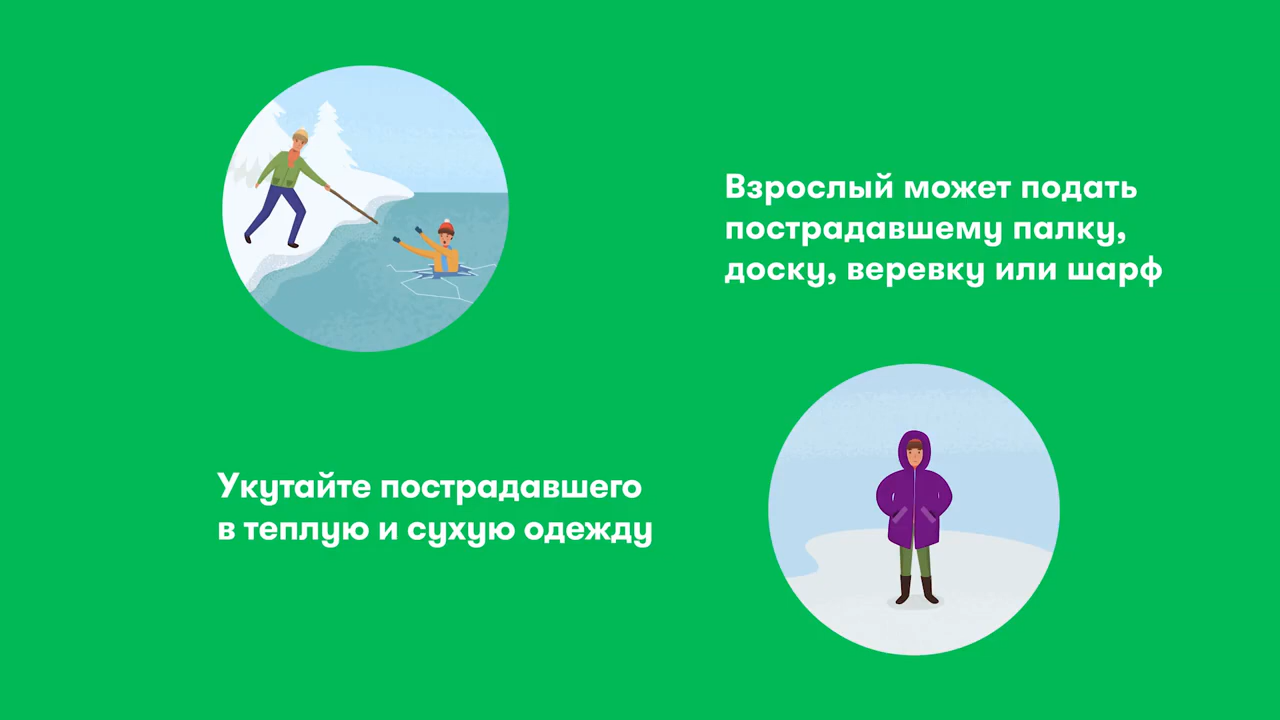 Взрослый может подать
пострадавшему палку,
доску, веревку или шарф
Укутайте пострадавшего
в теплую и сухую одежду